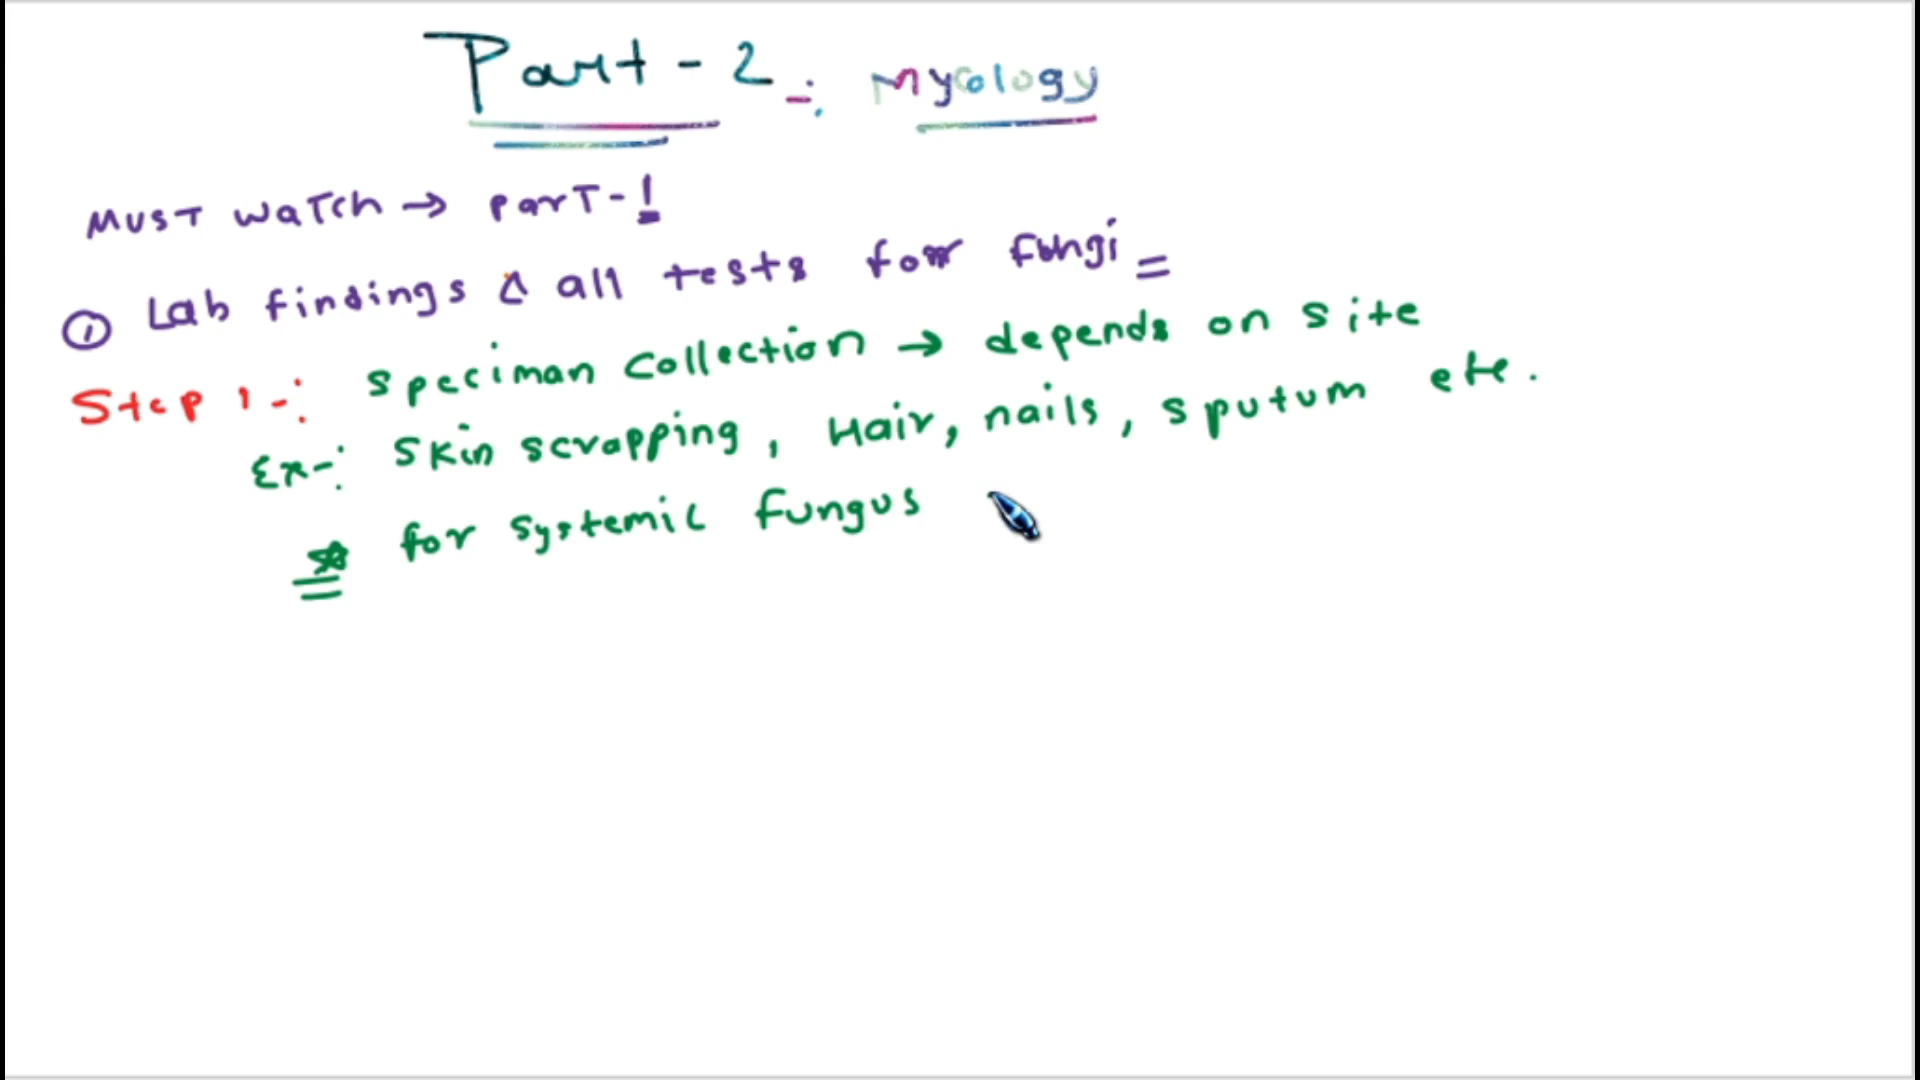 Part - 2 -: Mycology
MUST WaTch → parT-1
① Lab findings & all tests for fungi =
Step 1 -: Speciman collection → depends on site
Ex-: Skin scrapping, Hair, nails, sputum etc.
for systemic fungus